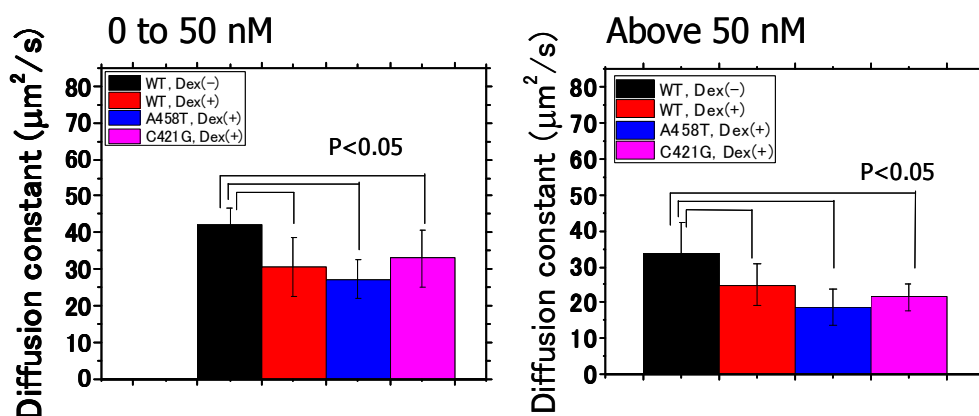 0 to 50 nM
Diffusion constant (μm²/s)
80
70
60
50
40
30
20
10
0
WT, Dex(-)
WT, Dex(+)
A458T, Dex(+)
C421G, Dex(+)
P<0.05
Above 50 nM
Diffusion constant (μm²/s)
80
70
60
50
40
30
20
10
0
WT, Dex(-)
WT, Dex(+)
A458T, Dex(+)
C421G, Dex(+)
P<0.05